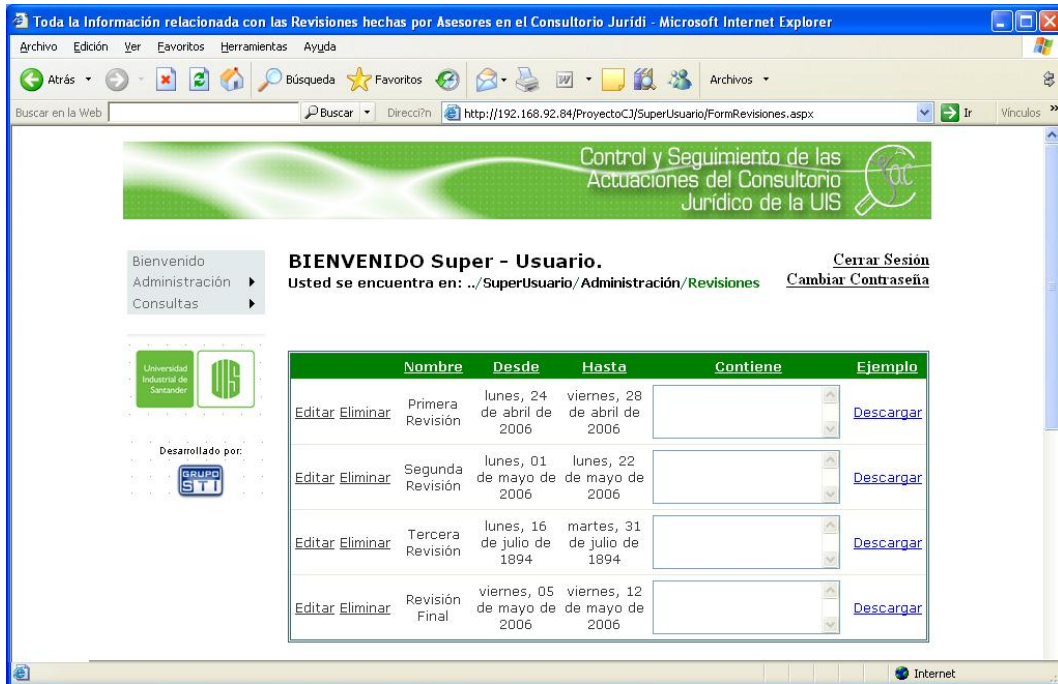 Toda la Información relacionada con las Revisiones hechas por Asesores en el Consultorio Jurídi - Microsoft Internet Explorer
Archivo Edición Ver Favoritos Herramientas Ayuda
Atrás Búsqueda Favoritos Archivos
Buscar en la Web Buscar Direcci?n http://192.168.92.84/ProyectoCJ/SuperUsuario/FormRevisiones.aspx Ir Vínculos »
Control y Seguimiento de las
Actuaciones del Consultorio
Jurídico de la UIS
Bienvenido
Administración
Consultas
BIENVENIDO Super - Usuario.
Usted se encuentra en: ../SuperUsuario/Administración/Revisiones
Cerrar Sesión
Cambiar Contraseña
Universidad
Industrial de
Santander
UIS
Desarrollado por:
GRUPO
STI
Nombre Desde Hasta Contiene Ejemplo
Editar Eliminar Primera Revisión lunes, 24 de abril de 2006 viernes, 28 de abril de 2006 Descargar
Editar Eliminar Segunda Revisión lunes, 01 de mayo de 2006 lunes, 22 de mayo de 2006 Descargar
Editar Eliminar Tercera Revisión lunes, 16 de julio de 1894 martes, 31 de julio de 1894 Descargar
Editar Eliminar Revisión Final viernes, 05 de mayo de 2006 viernes, 12 de mayo de 2006 Descargar
Internet